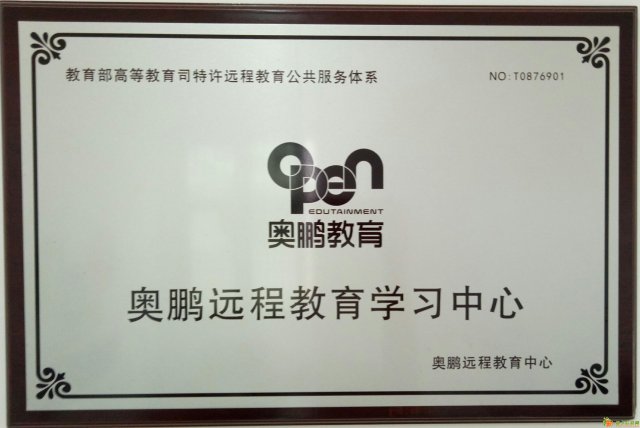 教育部高等教育司特许远程教育公共服务体系
NO:T0876901
open
EDUTAINMENT
奥鹏教育
奥鹏远程教育学习中心
奥鹏远程教育中心